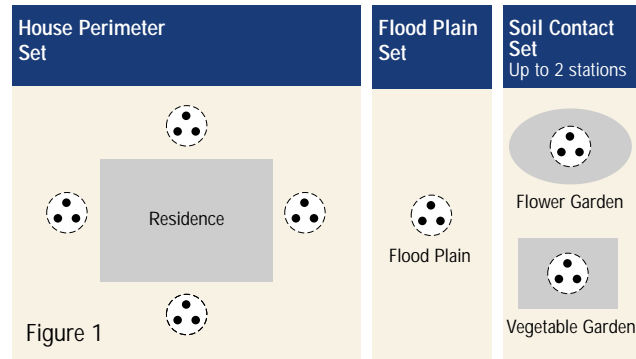 House Perimeter
Set
Residence
Figure 1
Flood Plain
Set
Flood Plain
Soil Contact
Set
Up to 2 stations
Flower Garden
Vegetable Garden